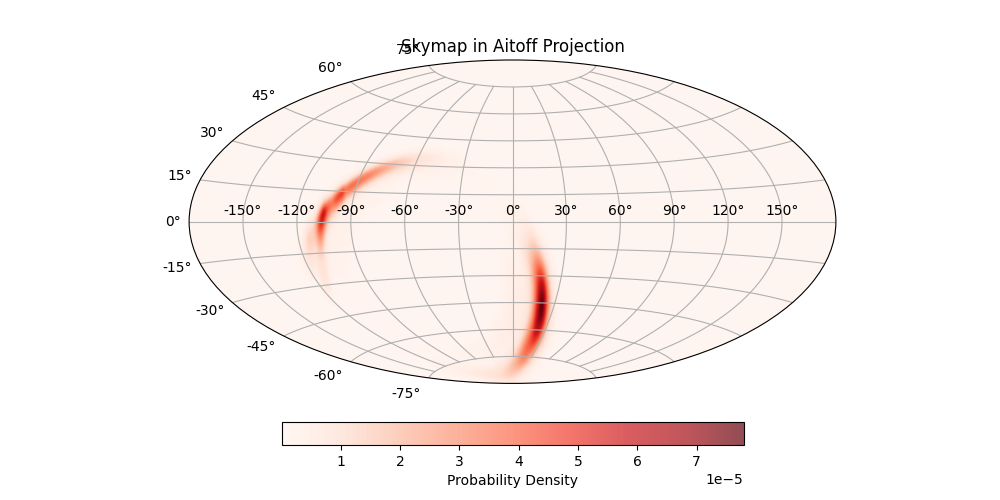 Skymap in Aitoff Projection
75°
60°
45°
30°
15°
-150° -120° -90° -60° -30° 0° 30° 60° 90° 120° 150°
0°
-15°
-30°
-45°
-60°
-75°
1 2 3 4 5 6 7
1e−5
Probability Density